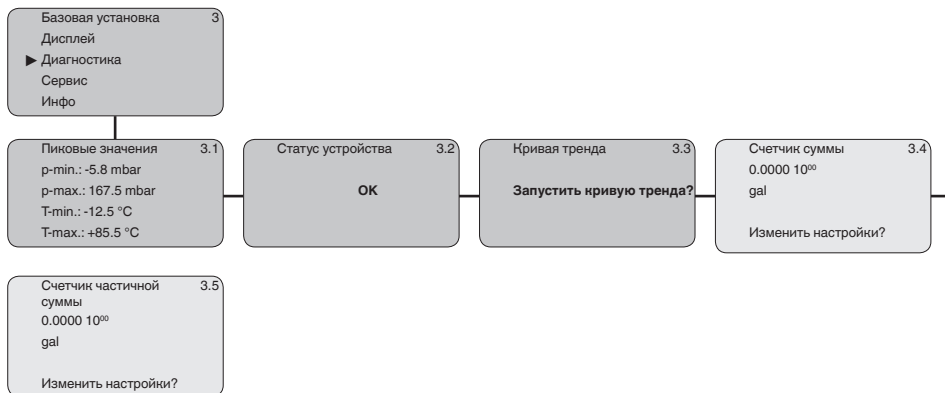 Базовая установка 3
Дисплей
▶ Диагностика
Сервис
Инфо
Пиковые значения 3.1
p-min.: -5.8 mbar
p-max.: 167.5 mbar
T-min.: -12.5 °C
T-max.: +85.5 °C
Статус устройства 3.2
OK
Кривая тренда 3.3
Запустить кривую тренда?
Счетчик суммы 3.4
0.0000 10⁰⁰
gal
Изменить настройки?
Счетчик частичной 3.5
суммы
0.0000 10⁰⁰
gal
Изменить настройки?